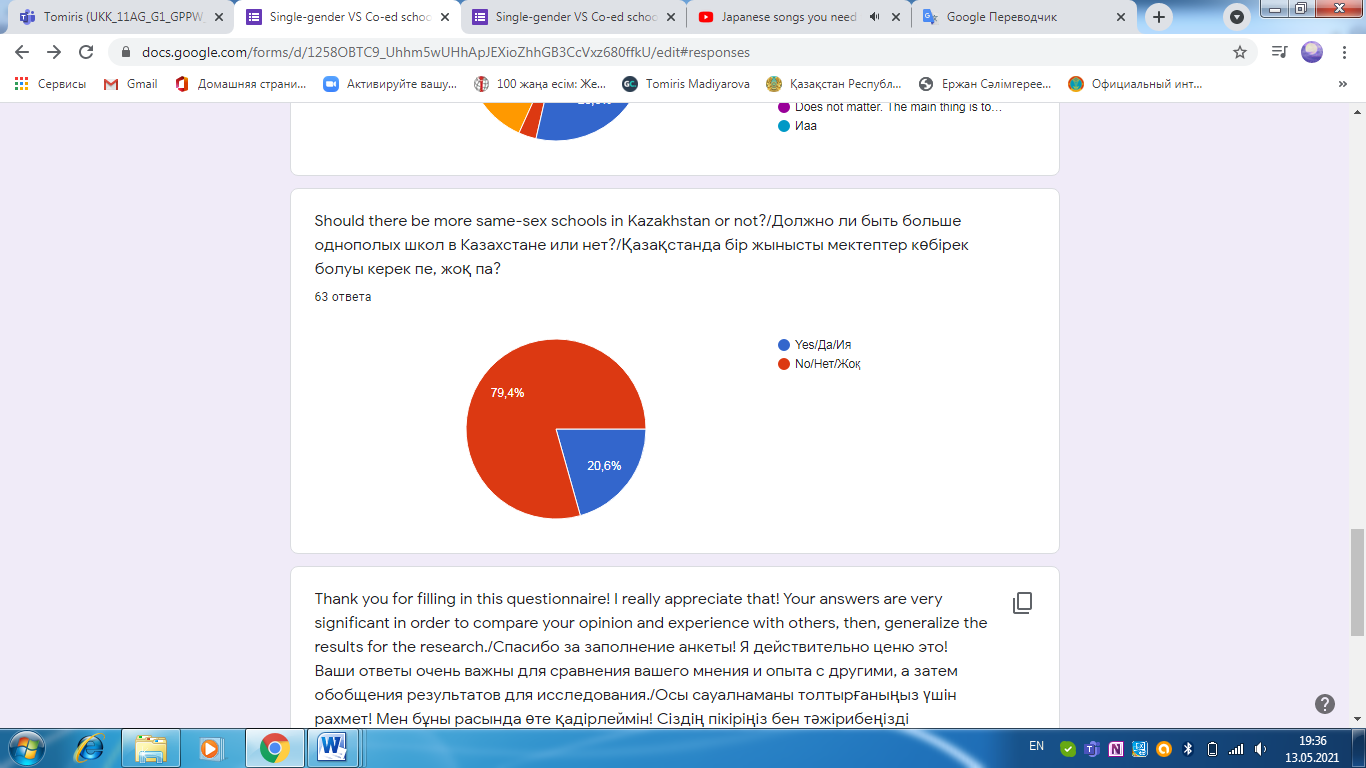 Tomiris (UKK_11AG_G1_GPPW_
Single-gender VS Co-ed schoo
Single-gender VS Co-ed schoo
Japanese songs you need
Google Переводчик
docs.google.com/forms/d/1258OBTC9_Uhhm5wUHhApJEXioZhhGB3CcVxz680ffkU/edit#responses
Сервисы
Gmail
Домашняя страни...
Активируйте вашу...
100 жаңа есім: Же...
Tomiris Madiyarova
Қазақстан Республ...
Ержан Сәлімгерее...
Официальный инт...
»
Does not matter. The main thing is to...
Иаа
Should there be more same-sex schools in Kazakhstan or not?/Должно ли быть больше
однополых школ в Казахстане или нет?/Қазақстанда бір жынысты мектептер көбірек
болуы керек пе, жоқ па?
63 ответа
Yes/Да/Ия
No/Нет/Жоқ
79,4%
20,6%
Thank you for filling in this questionnaire! I really appreciate that! Your answers are very
significant in order to compare your opinion and experience with others, then, generalize the
results for the research./Спасибо за заполнение анкеты! Я действительно ценю это!
Ваши ответы очень важны для сравнения вашего мнения и опыта с другими, а затем
обобщения результатов для исследования./Осы сауалнаманы толтырғаныңыз үшін
рахмет! Мен бұны расында өте қадірлеймін! Сіздің пікіріңіз бен тәжірибеңізді
EN
19:36
13.05.2021